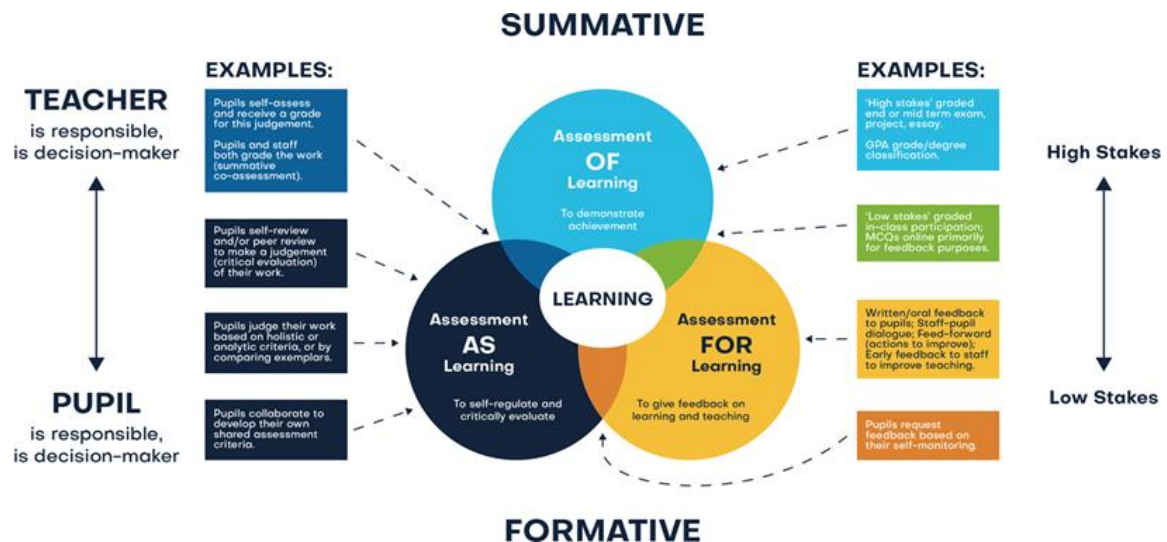 SUMMATIVE
TEACHER
is responsible,
is decision-maker
PUPIL
is responsible,
is decision-maker
EXAMPLES:
Pupils self-assess
and receive a grade
for this judgement.
Pupils and staff
both grade the work
(summative
co-assessment).
Pupils self-review
and/or peer review
to make a judgement
(critical evaluation)
of their work.
Pupils judge their work
based on holistic or
analytic criteria, or by
comparing exemplars.
Pupils collaborate to
develop their own
shared assessment
criteria.
Assessment
OF
Learning
To demonstrate
achievement
LEARNING
Assessment
AS
Learning
To self-regulate and
critically evaluate
Assessment
FOR
Learning
To give feedback on
learning and teaching
EXAMPLES:
'High stakes' graded
end or mid term exam,
project, essay.
GPA grade/degree
classification.
'Low stakes' graded
in-class participation;
MCQs online primarily
for feedback purposes.
Written/oral feedback
to pupils; Staff-pupil
dialogue; Feed-forward
(actions to improve);
Early feedback to staff
to improve teaching.
Pupils request
feedback based on
their self-monitoring.
High Stakes
Low Stakes
FORMATIVE